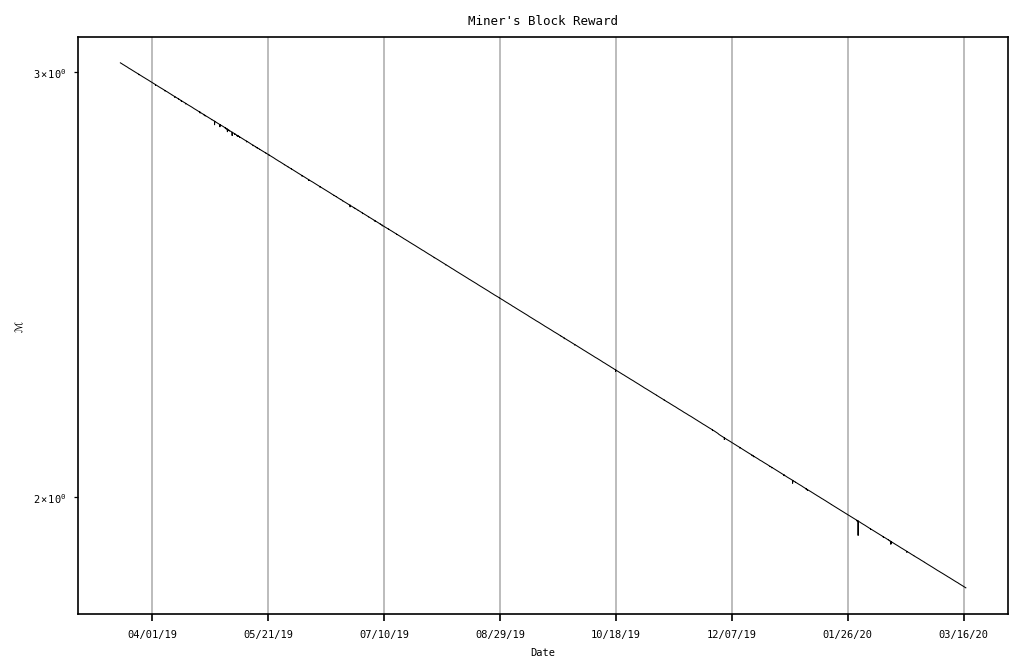 Miner's Block Reward
3×10⁰
ℳ
2×10⁰
04/01/19 05/21/19 07/10/19 08/29/19 10/18/19 12/07/19 01/26/20 03/16/20
Date